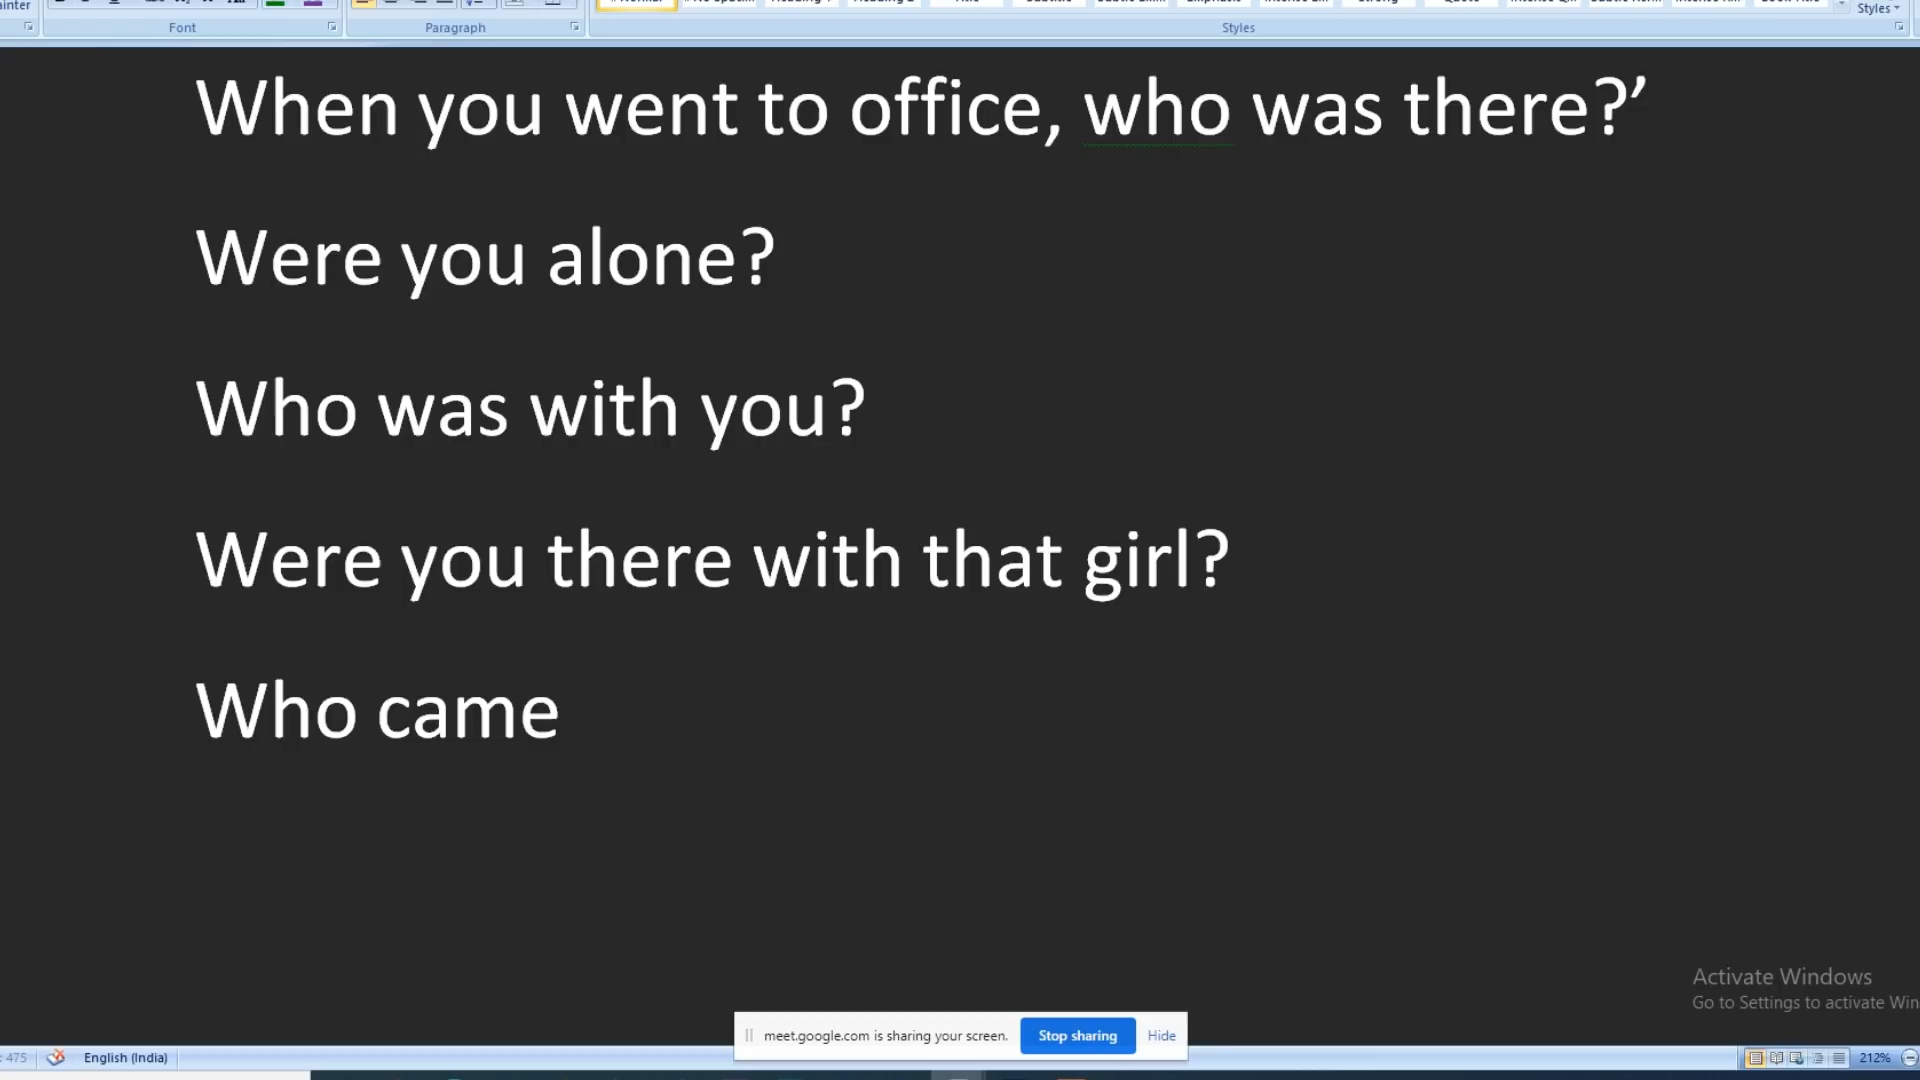 ainter
Font
Paragraph
Styles
Styles
When you went to office, who was there?’
Were you alone?
Who was with you?
Were you there with that girl?
Who came
Activate Windows
Go to Settings to activate Win
meet.google.com is sharing your screen. Stop sharing Hide
: 475 English (India) 212%